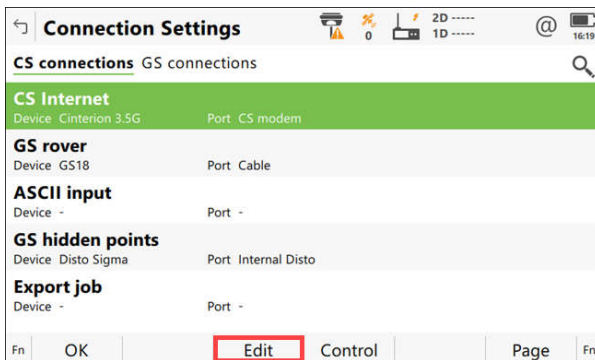 Connection Settings
0
2D -----
1D -----
@
16:19
CS connections GS connections
CS Internet
Device Cinterion 3.5G Port CS modem
GS rover
Device GS18 Port Cable
ASCII input
Device - Port -
GS hidden points
Device Disto Sigma Port Internal Disto
Export job
Device - Port -
Fn OK Edit Control Page Fn